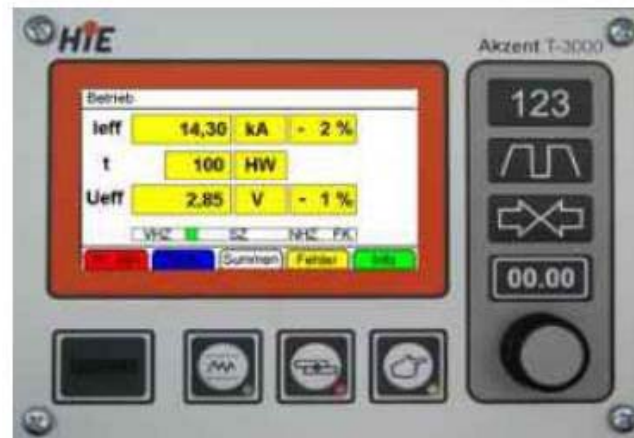 HIE
Akzent T-3000
Betrieb
Ieff 14,30 kA - 2 %
t 100 HW
Ueff 2,85 V - 1 %
VHZ SZ NHZ FK
Summen Fehler Info
123
00.00